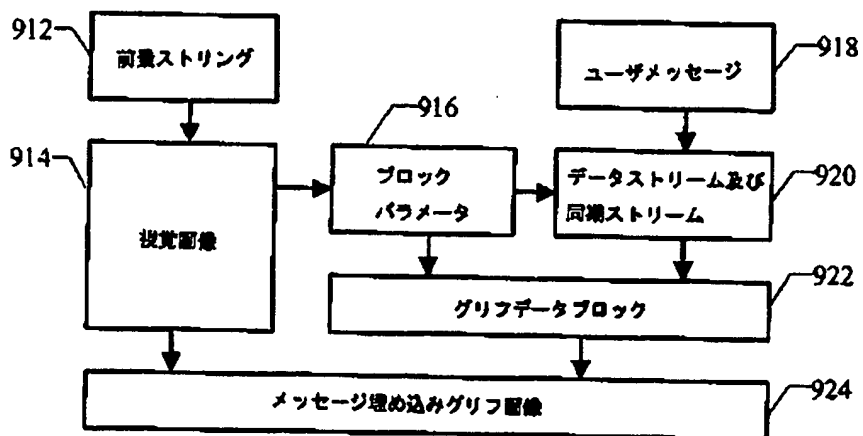 912
前景ストリング
918
ユーザメッセージ
914
視覚画像
916
ブロック
パラメータ
920
データストリーム及び
同期ストリーム
922
グリフデータブロック
924
メッセージ埋め込みグリフ画像